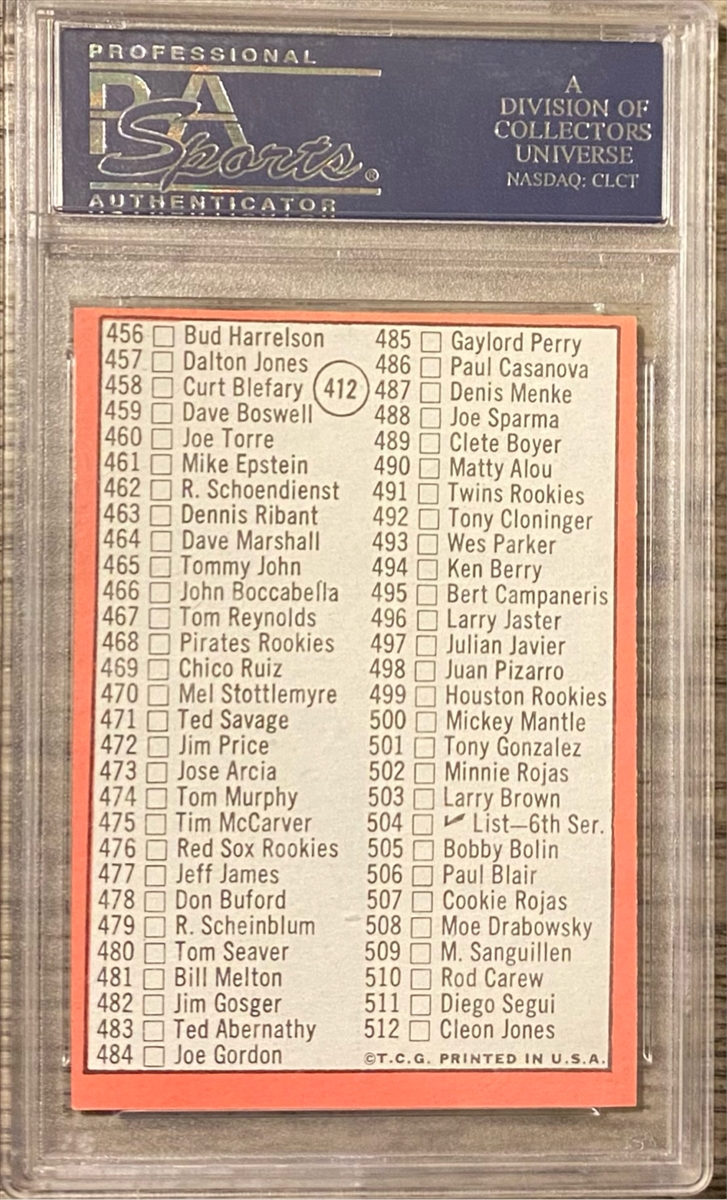 PROFESSIONAL
PSA
Sports®
AUTHENTICATOR
A
DIVISION OF
COLLECTORS
UNIVERSE
NASDAQ: CLCT
456 Bud Harrelson
457 Dalton Jones
458 Curt Blefary
412
459 Dave Boswell
460 Joe Torre
461 Mike Epstein
462 R. Schoendienst
463 Dennis Ribant
464 Dave Marshall
465 Tommy John
466 John Boccabella
467 Tom Reynolds
468 Pirates Rookies
469 Chico Ruiz
470 Mel Stottlemyre
471 Ted Savage
472 Jim Price
473 Jose Arcia
474 Tom Murphy
475 Tim McCarver
476 Red Sox Rookies
477 Jeff James
478 Don Buford
479 R. Scheinblum
480 Tom Seaver
481 Bill Melton
482 Jim Gosger
483 Ted Abernathy
484 Joe Gordon
485 Gaylord Perry
486 Paul Casanova
487 Denis Menke
488 Joe Sparma
489 Clete Boyer
490 Matty Alou
491 Twins Rookies
492 Tony Cloninger
493 Wes Parker
494 Ken Berry
495 Bert Campaneris
496 Larry Jaster
497 Julian Javier
498 Juan Pizarro
499 Houston Rookies
500 Mickey Mantle
501 Tony Gonzalez
502 Minnie Rojas
503 Larry Brown
504 ✓ List—6th Ser.
505 Bobby Bolin
506 Paul Blair
507 Cookie Rojas
508 Moe Drabowsky
509 M. Sanguillen
510 Rod Carew
511 Diego Segui
512 Cleon Jones
©T.C.G. PRINTED IN U.S.A.